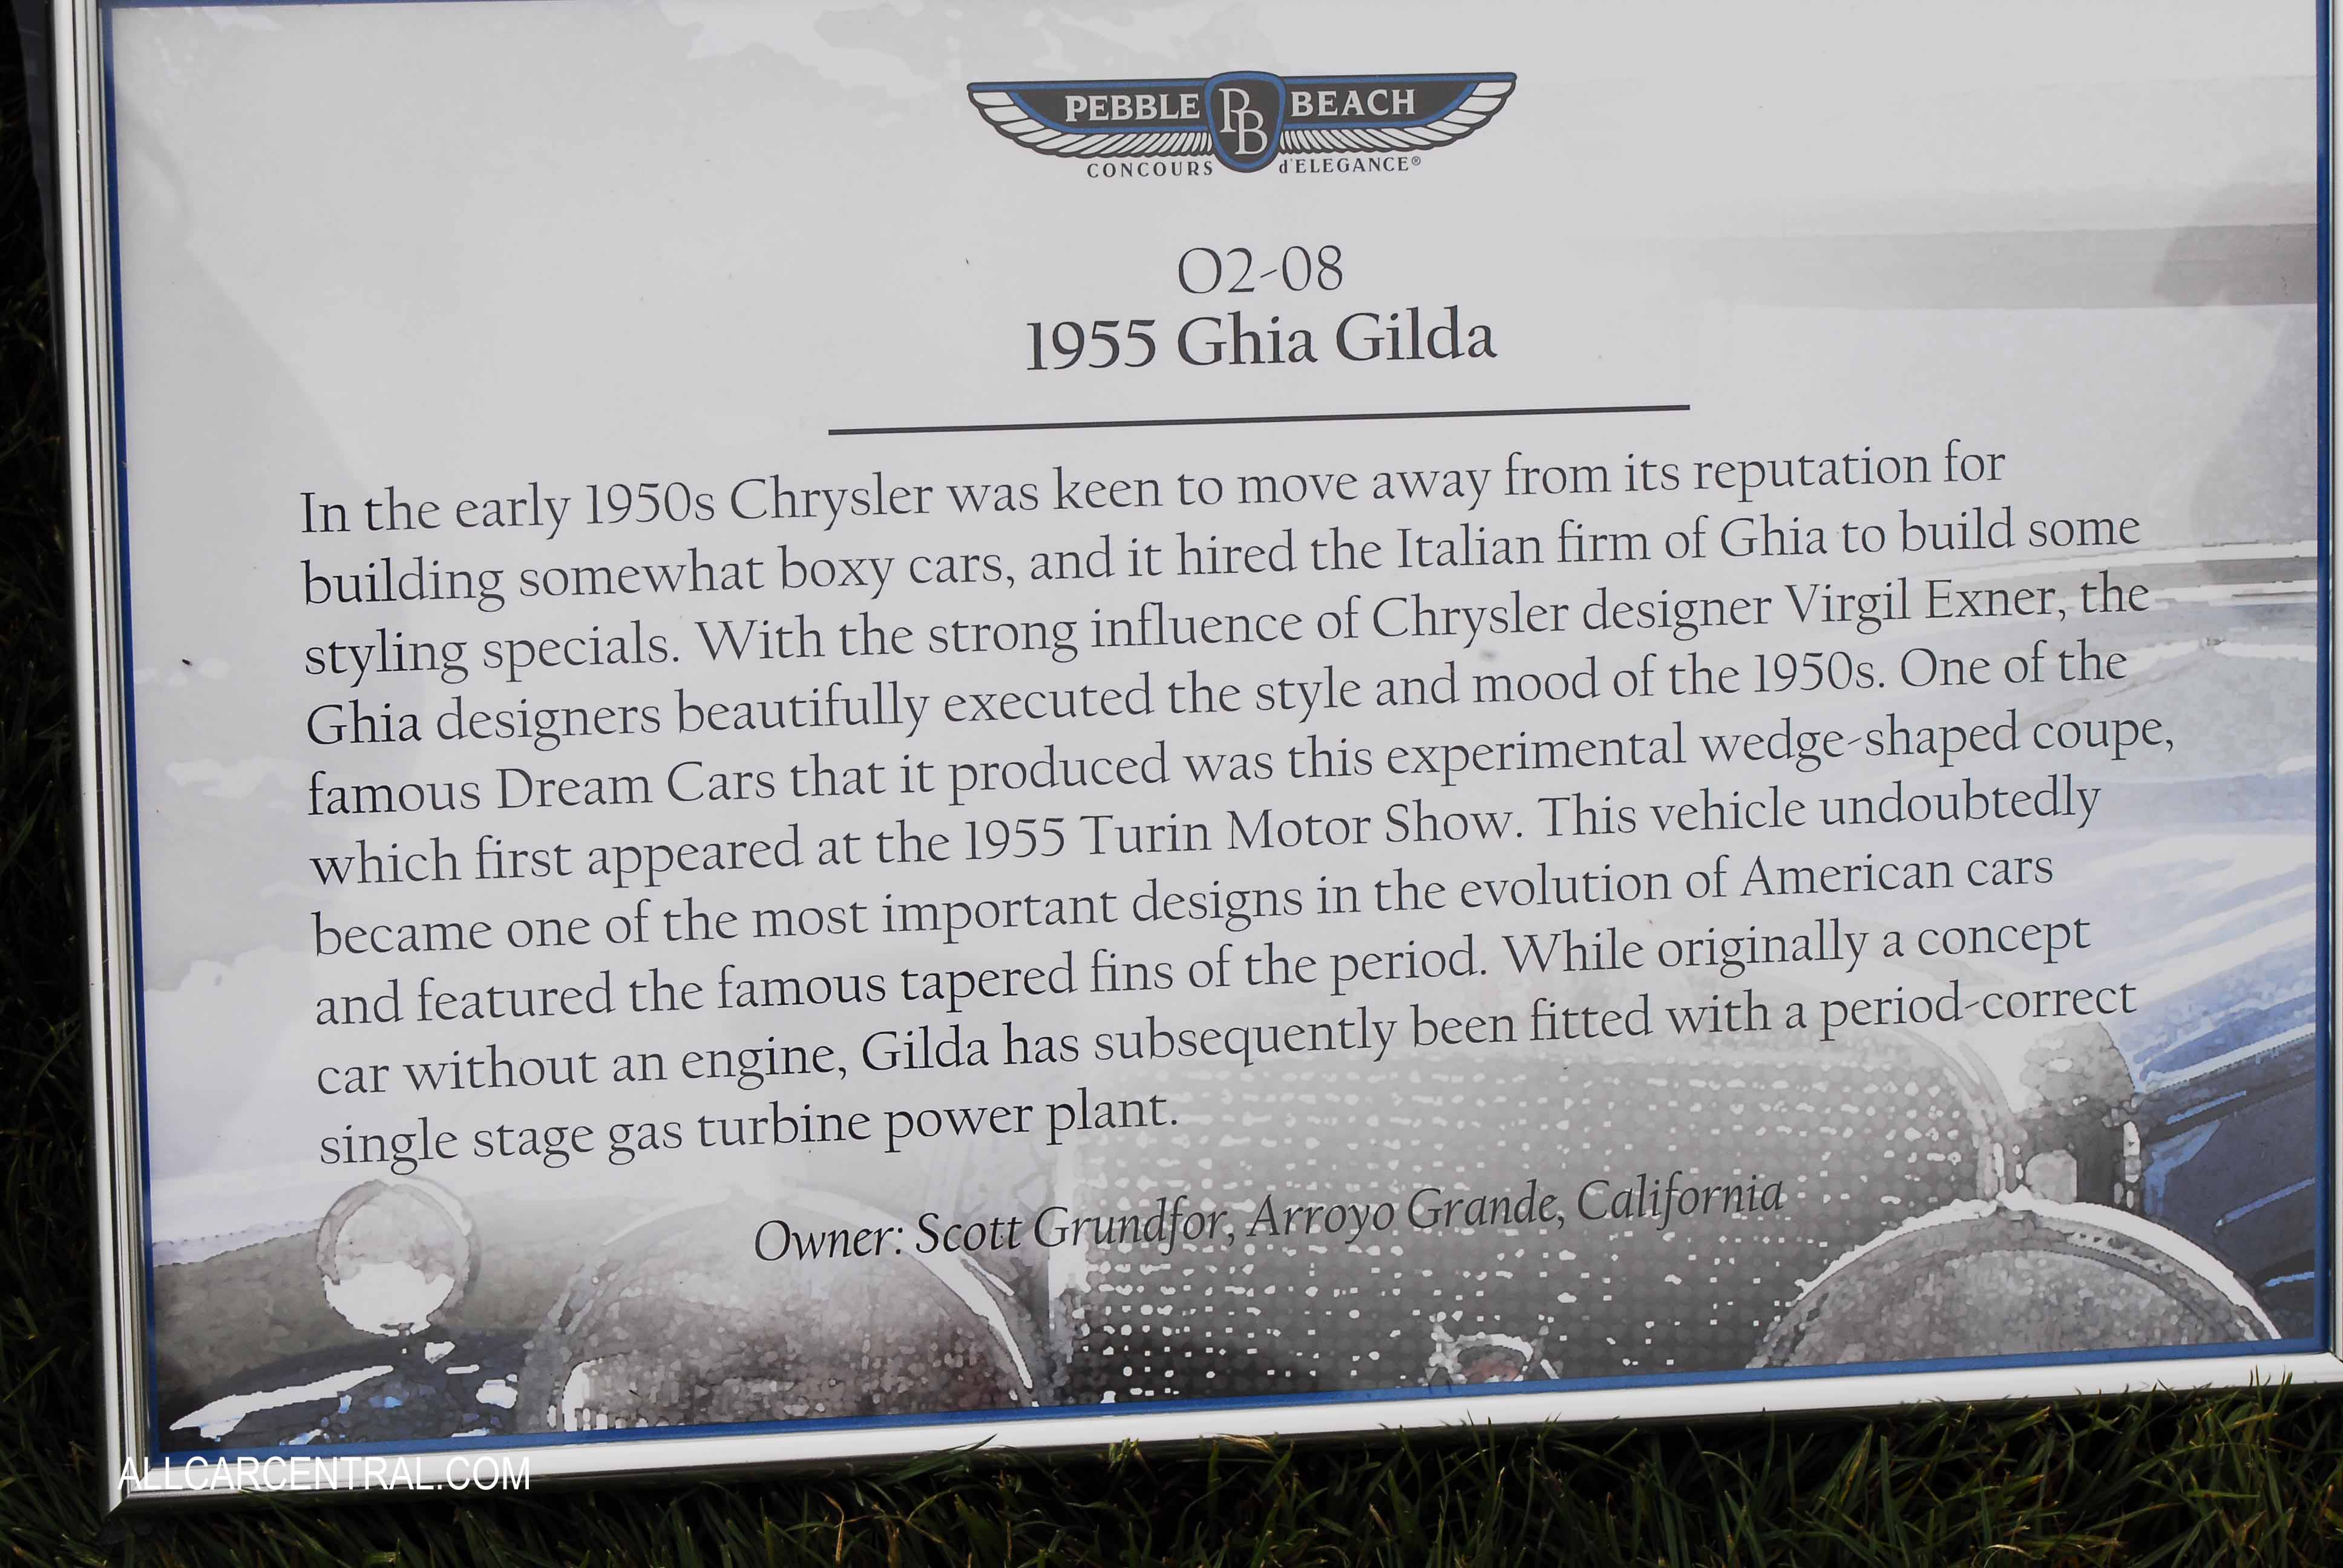 PEBBLE PB BEACH
CONCOURS d'ELEGANCE®
O2-08
1955 Ghia Gilda
In the early 1950s Chrysler was keen to move away from its reputation for
building somewhat boxy cars, and it hired the Italian firm of Ghia to build some
styling specials. With the strong influence of Chrysler designer Virgil Exner, the
Ghia designers beautifully executed the style and mood of the 1950s. One of the
famous Dream Cars that it produced was this experimental wedge-shaped coupe,
which first appeared at the 1955 Turin Motor Show. This vehicle undoubtedly
became one of the most important designs in the evolution of American cars
and featured the famous tapered fins of the period. While originally a concept
car without an engine, Gilda has subsequently been fitted with a period-correct
single stage gas turbine power plant.
Owner: Scott Grundfor, Arroyo Grande, California
ALLCARCENTRAL.COM